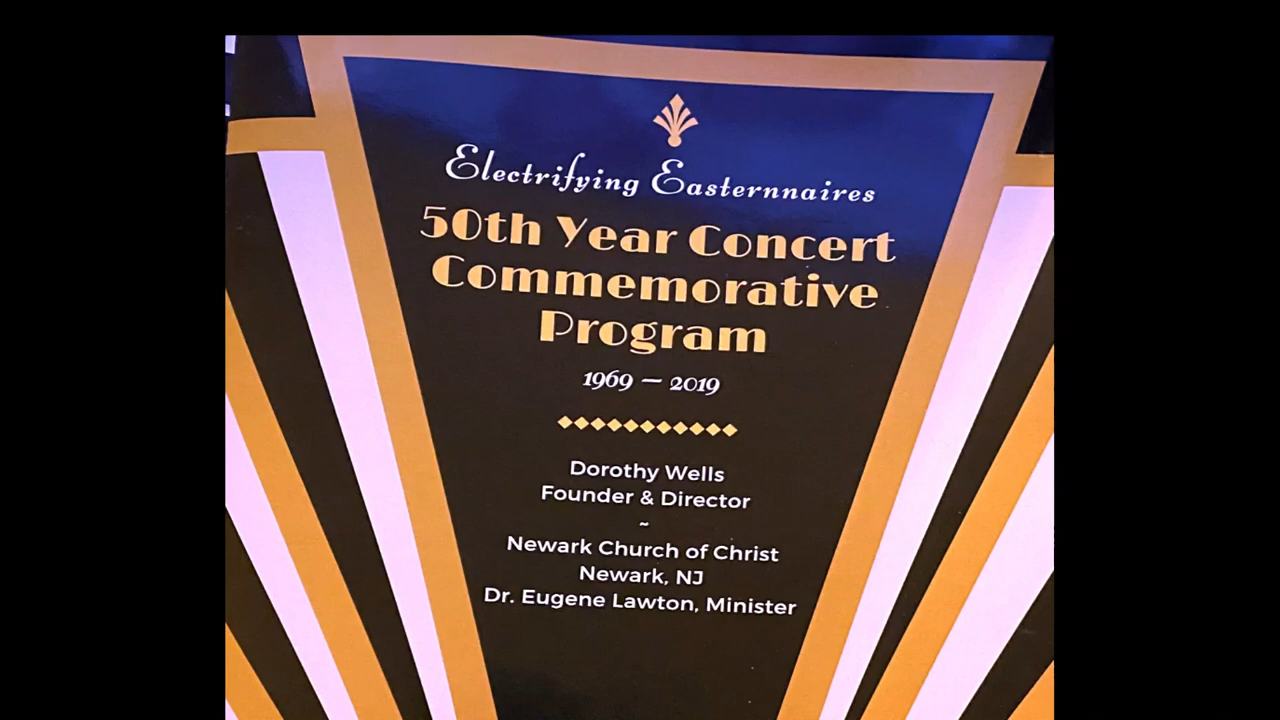 Electrifying Easternnaires
50th Year Concert
Commemorative
Program
1969 — 2019
Dorothy Wells
Founder & Director
~
Newark Church of Christ
Newark, NJ
Dr. Eugene Lawton, Minister